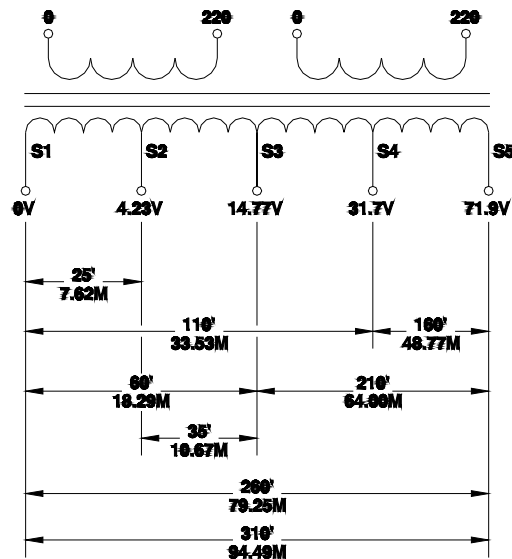 0 220 0 220
S1 S2 S3 S4 S5
0V 4.23V 14.77V 31.7V 71.9V
25'
7.62M
110' 160'
33.53M 48.77M
60' 210'
18.29M 64.00M
35'
10.67M
260'
79.25M
310'
94.49M